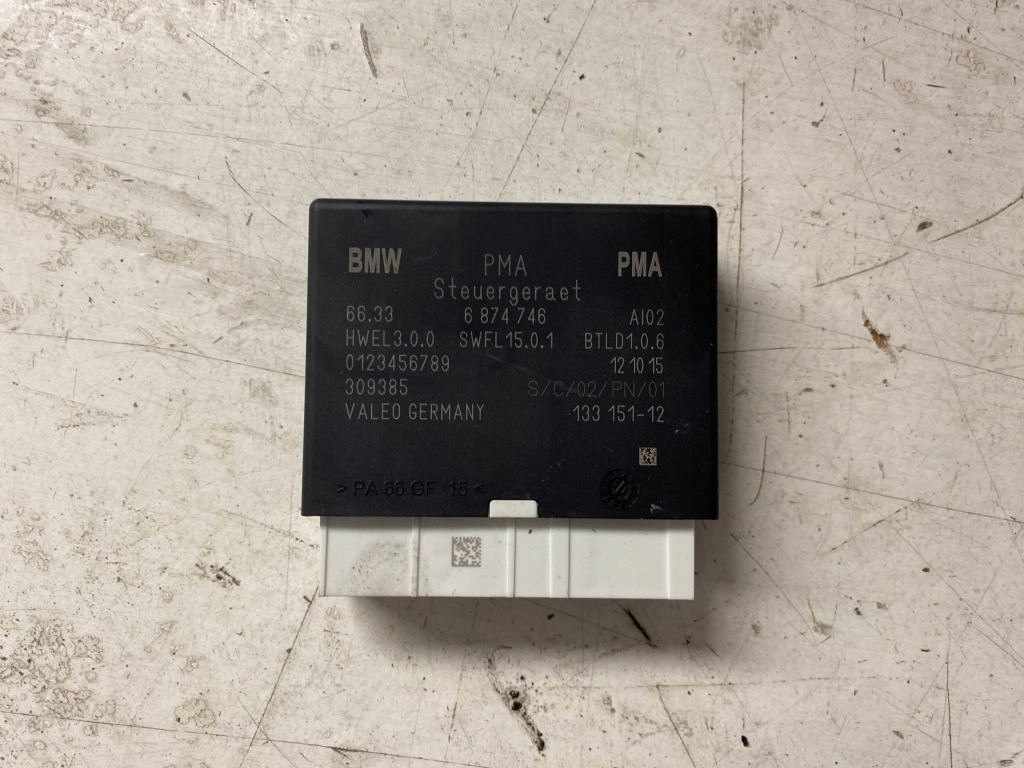 BMW PMA PMA
Steuergeraet
66.33 6 874 746 AI02
HWEL3.0.0 SWFL15.0.1 BTLD1.0.6
0123456789 12 10 15
309385 S/C/02/PN/01
VALEO GERMANY 133 151-12
>PA 66 GF 15<